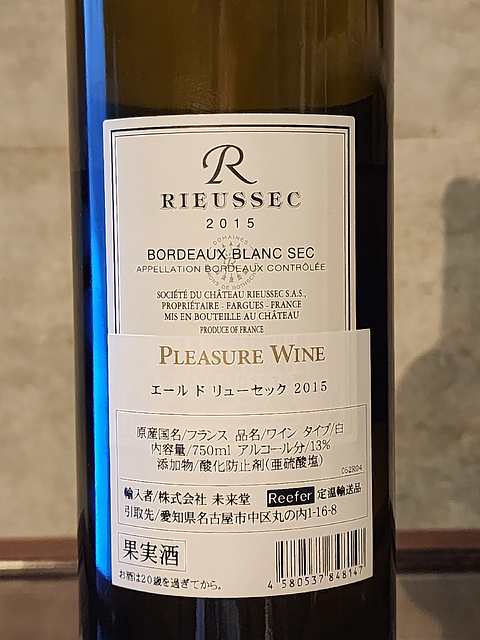 R
RIEUSSEC
2015
DOMAINES
BORDEAUX BLANC SEC
APPELLATION BORDEAUX CONTRÔLÉE
SOCIÉTÉ DU CHÂTEAU RIEUSSEC S.A.S.,
PROPRIÉTAIRE - FARGUES - FRANCE
MIS EN BOUTEILLE AU CHÂTEAU
PRODUCE OF FRANCE
PLEASURE WINE
エール ド リューセック 2015
原産国名/フランス 品名/ワイン タイプ/白
内容量/750ml アルコール分/13%
添加物/酸化防止剤(亜硫酸塩)
052R04
輸入者/株式会社 未来堂 Reefer 定温輸送品
引取先/愛知県名古屋市中区丸の内1-16-8
果実酒
お酒は20歳を過ぎてから。
4 580537 848147